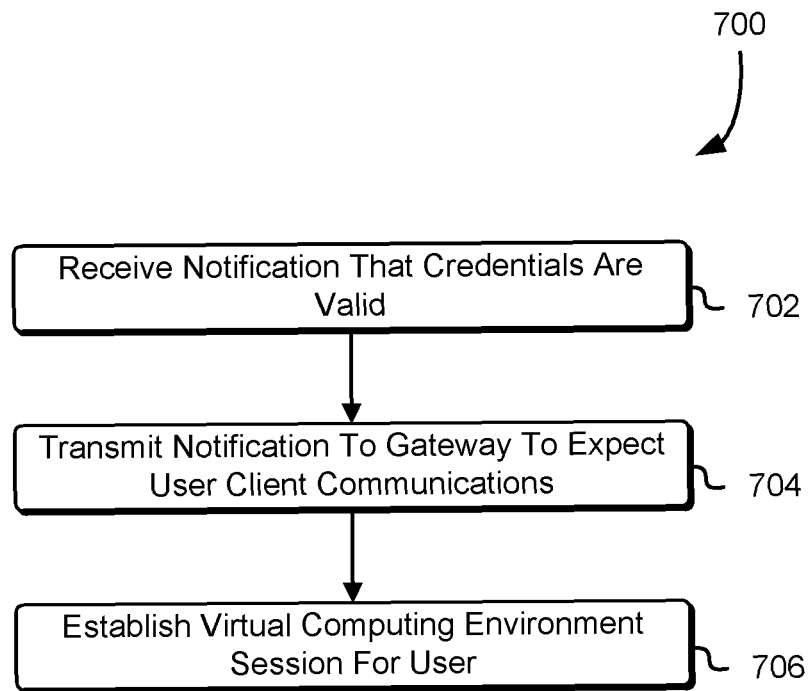 700
Receive Notification That Credentials Are
Valid
702
Transmit Notification To Gateway To Expect
User Client Communications
704
Establish Virtual Computing Environment
Session For User
706